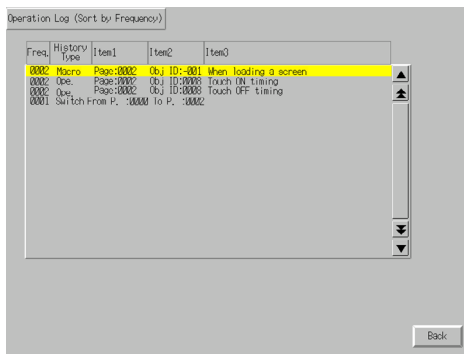 Operation Log (Sort by Frequency)
Freq. History Type Item1 Item2 Item3
0002 Macro Page:0002 Obj ID:-001 When loading a screen
0002 Ope. Page:0002 Obj ID:0008 Touch ON timing
0002 Ope. Page:0002 Obj ID:0008 Touch OFF timing
0001 Switch From P. :0000 To P. :0002
Back